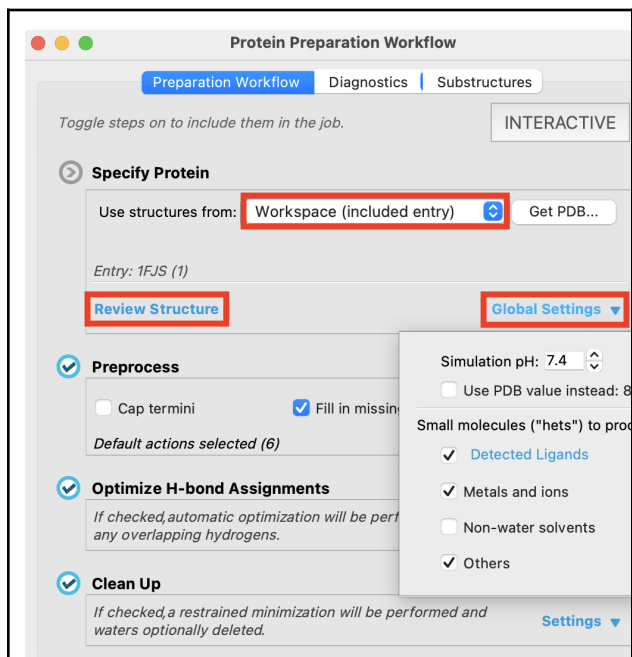 Protein Preparation Workflow
Preparation Workflow
Diagnostics
Substructures
Toggle steps on to include them in the job.
INTERACTIVE
Specify Protein
Use structures from:
Workspace (included entry)
Get PDB...
Entry: 1FJS (1)
Review Structure
Global Settings
Simulation pH: 7.4
Use PDB value instead: 8
Small molecules ("hets") to
Detected Ligands
Metals and ions
Non-water solvents
Others
Preprocess
Cap termini
Fill in
Default actions selected (6)
Optimize H-bond Assignments
If checked,automatic optimization will be
any overlapping hydrogens.
Clean Up
If checked,a restrained minimization will be performed and
waters optionally deleted.
Settings